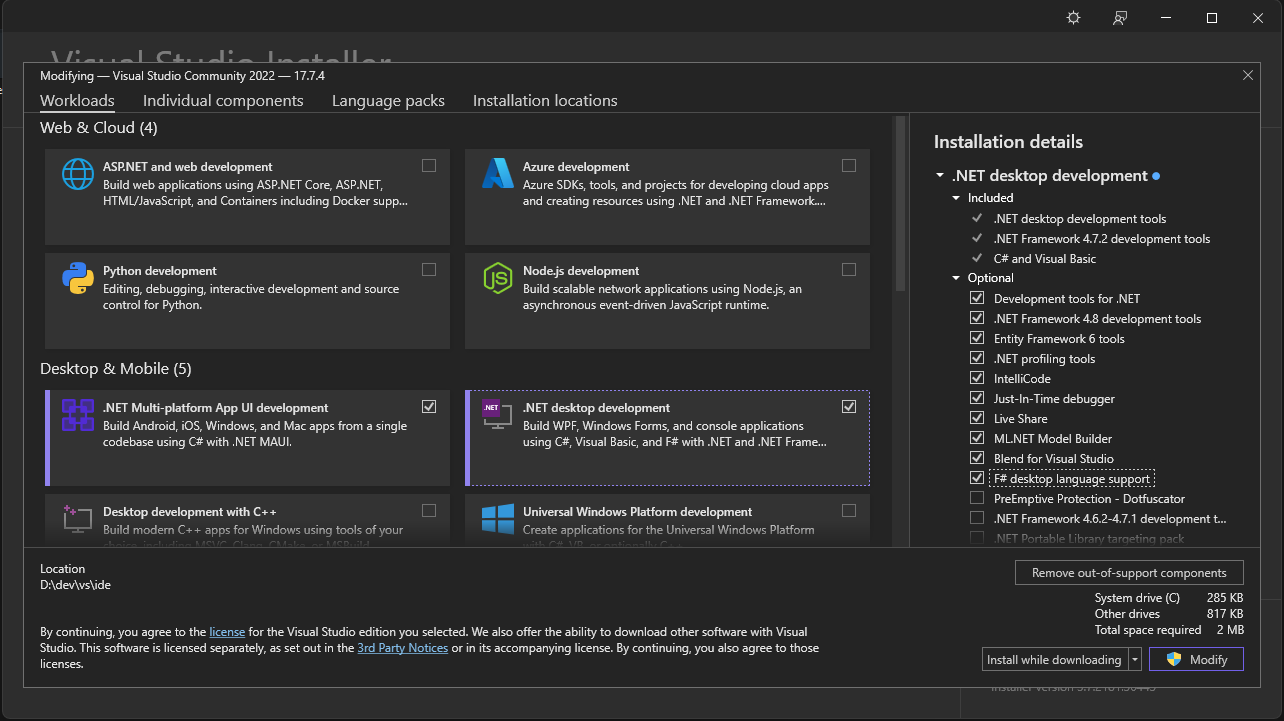 Visual Studio Installer
Modifying — Visual Studio Community 2022 — 17.7.4
Workloads
Individual components
Language packs
Installation locations
Web & Cloud (4)
ASP.NET and web development
Build web applications using ASP.NET Core, ASP.NET,
HTML/JavaScript, and Containers including Docker supp...
Azure development
Azure SDKs, tools, and projects for developing cloud apps
and creating resources using .NET and .NET Framework....
Python development
Editing, debugging, interactive development and source
control for Python.
JS
Node.js development
Build scalable network applications using Node.js, an
asynchronous event-driven JavaScript runtime.
Desktop & Mobile (5)
.NET Multi-platform App UI development
Build Android, iOS, Windows, and Mac apps from a single
codebase using C# with .NET MAUI.
.NET
.NET desktop development
Build WPF, Windows Forms, and console applications
using C#, Visual Basic, and F# with .NET and .NET Frame...
Desktop development with C++
Build modern C++ apps for Windows using tools of your
choice, including MSVC, Clang, CMake, or MSBuild.
Universal Windows Platform development
Create applications for the Universal Windows Platform
with C#, VB, or optionally C++.
Installation details
.NET desktop development
Included
.NET desktop development tools
.NET Framework 4.7.2 development tools
C# and Visual Basic
Optional
Development tools for .NET
.NET Framework 4.8 development tools
Entity Framework 6 tools
.NET profiling tools
IntelliCode
Just-In-Time debugger
Live Share
ML.NET Model Builder
Blend for Visual Studio
F# desktop language support
PreEmptive Protection - Dotfuscator
.NET Framework 4.6.2-4.7.1 development t...
.NET Portable Library targeting pack
Location
D:\dev\vs\ide
By continuing, you agree to the license for the Visual Studio edition you selected. We also offer the ability to download other software with Visual
Studio. This software is licensed separately, as set out in the 3rd Party Notices or in its accompanying license. By continuing, you also agree to those
licenses.
Remove out-of-support components
System drive (C) 285 KB
Other drives 817 KB
Total space required 2 MB
Install while downloading
Modify